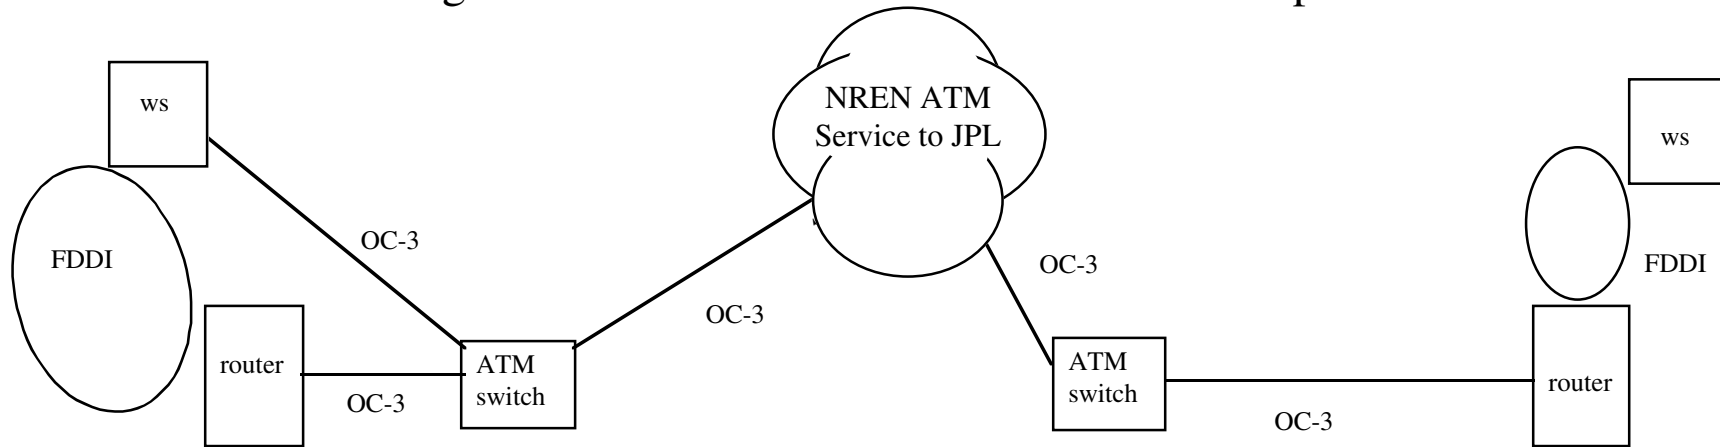 ws
NREN ATM
Service to JPL
ws
OC-3
FDDI
OC-3
FDDI
OC-3
router
ATM
switch
ATM
switch
router
OC-3
OC-3